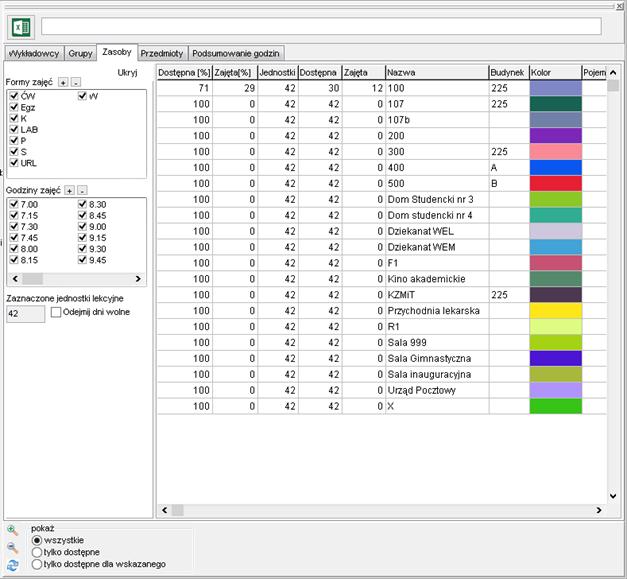 Wykładowcy Grupy Zasoby Przedmioty Podsumowanie godzin
Ukryj
Formy zajęć + -
ĆW W
Egz
K
LAB
P
S
URL
Godziny zajęć + -
7.00 8.30
7.15 8.45
7.30 9.00
7.45 9.15
8.00 9.30
8.15 9.45
Zaznaczone jednostki lekcyjne
42 Odejmij dni wolne
Dostępna [%] Zajęta[%] Jednostki Dostępna Zajęta Nazwa Budynek Kolor Pojem
71 29 42 30 12 100 225
100 0 42 42 0 107 225
100 0 42 42 0 107b
100 0 42 42 0 200
100 0 42 42 0 300 225
100 0 42 42 0 400 A
100 0 42 42 0 500 B
100 0 42 42 0 Dom Studencki nr 3
100 0 42 42 0 Dom studencki nr 4
100 0 42 42 0 Dziekanat WEL
100 0 42 42 0 Dziekanat WEM
100 0 42 42 0 F1
100 0 42 42 0 Kino akademickie
100 0 42 42 0 KZMiT 225
100 0 42 42 0 Przychodnia lekarska
100 0 42 42 0 R1
100 0 42 42 0 Sala 999
100 0 42 42 0 Sala Gimnastyczna
100 0 42 42 0 Sala inauguracyjna
100 0 42 42 0 Urząd Pocztowy
100 0 42 42 0 X
pokaż
wszystkie
tylko dostępne
tylko dostępne dla wskazanego